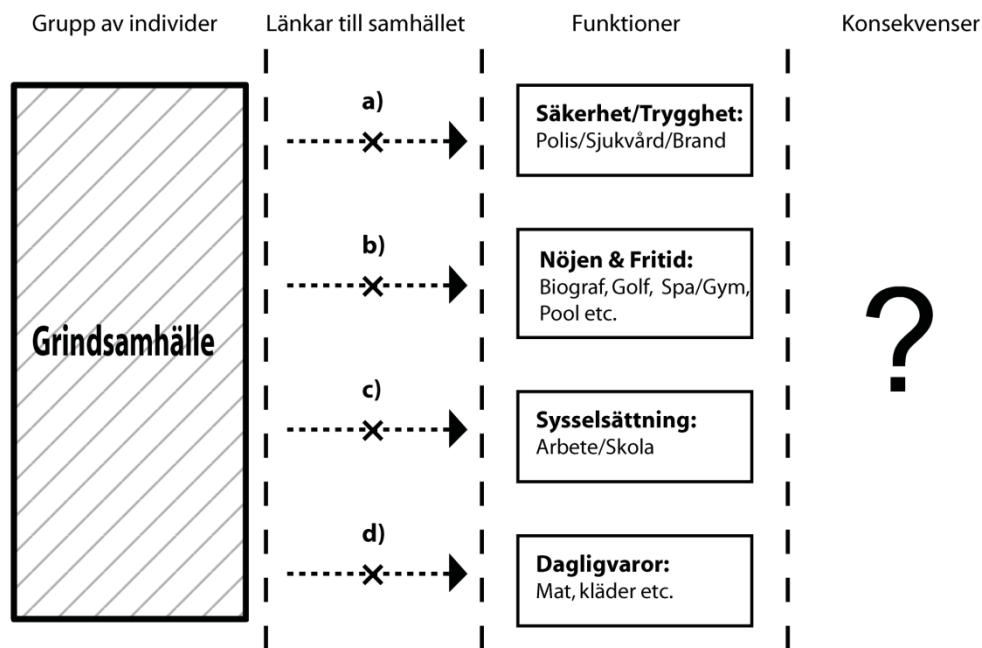 Grupp av individer
Länkar till samhället
Funktioner
Konsekvenser
Grindsamhälle
a)
Säkerhet/Trygghet:
Polis/Sjukvård/Brand
b)
Nöjen & Fritid:
Biograf, Golf, Spa/Gym,
Pool etc.
c)
Sysselsättning:
Arbete/Skola
d)
Dagligvaror:
Mat, kläder etc.
?